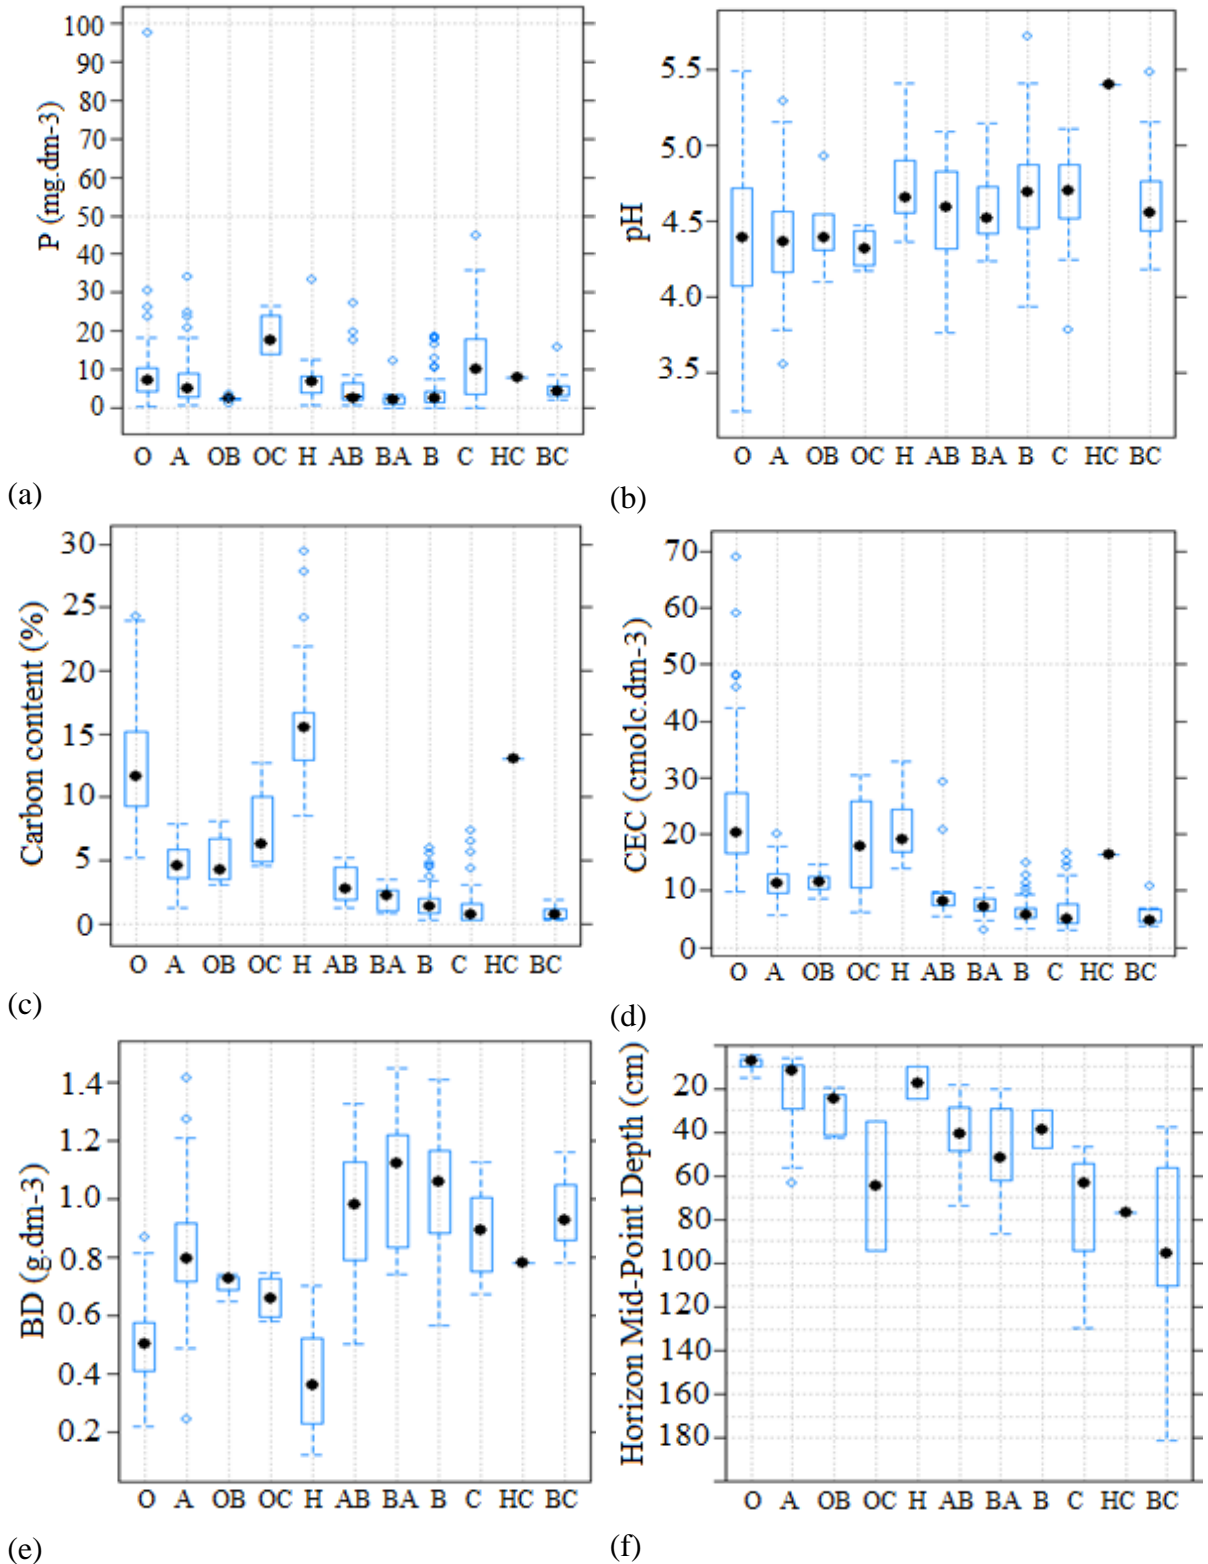 P (mg.dm-3)
100
90
80
70
60
50
40
30
20
10
0
O A OB OC H AB BA B C HC BC
(a)
pH
5.5
5.0
4.5
4.0
3.5
O A OB OC H AB BA B C HC BC
(b)
Carbon content (%)
30
25
20
15
10
5
0
O A OB OC H AB BA B C HC BC
(c)
CEC (cmolc.dm-3)
70
60
50
40
30
20
10
0
O A OB OC H AB BA B C HC BC
(d)
BD (g.dm-3)
1.4
1.2
1.0
0.8
0.6
0.4
0.2
O A OB OC H AB BA B C HC BC
(e)
Horizon Mid-Point Depth (cm)
20
40
60
80
100
120
140
160
180
O A OB OC H AB BA B C HC BC
(f)